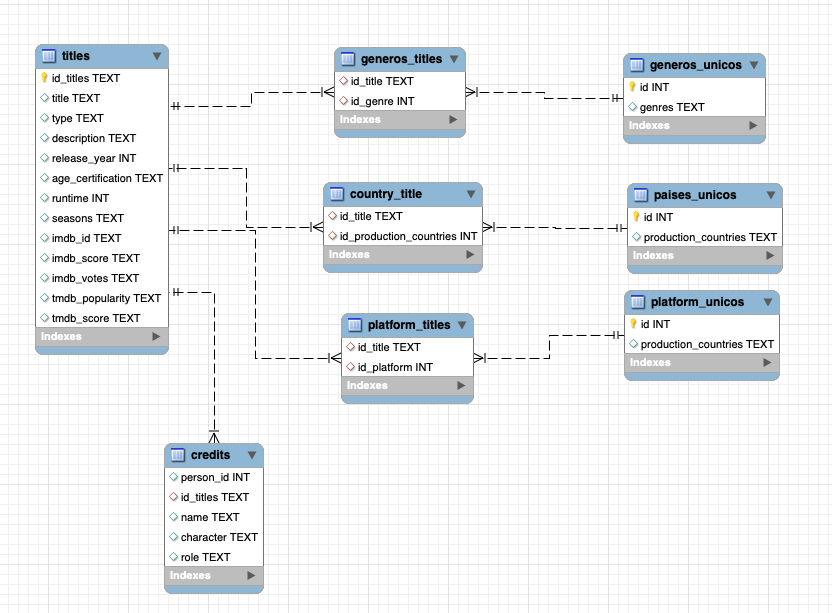 titles
id_titles TEXT
title TEXT
type TEXT
description TEXT
release_year INT
age_certification TEXT
runtime INT
seasons TEXT
imdb_id TEXT
imdb_score TEXT
imdb_votes TEXT
tmdb_popularity TEXT
tmdb_score TEXT
Indexes
generos_titles
id_title TEXT
id_genre INT
Indexes
generos_unicos
id INT
genres TEXT
Indexes
country_title
id_title TEXT
id_production_countries INT
Indexes
paises_unicos
id INT
production_countries TEXT
Indexes
platform_titles
id_title TEXT
id_platform INT
Indexes
platform_unicos
id INT
production_countries TEXT
Indexes
credits
person_id INT
id_titles TEXT
name TEXT
character TEXT
role TEXT
Indexes